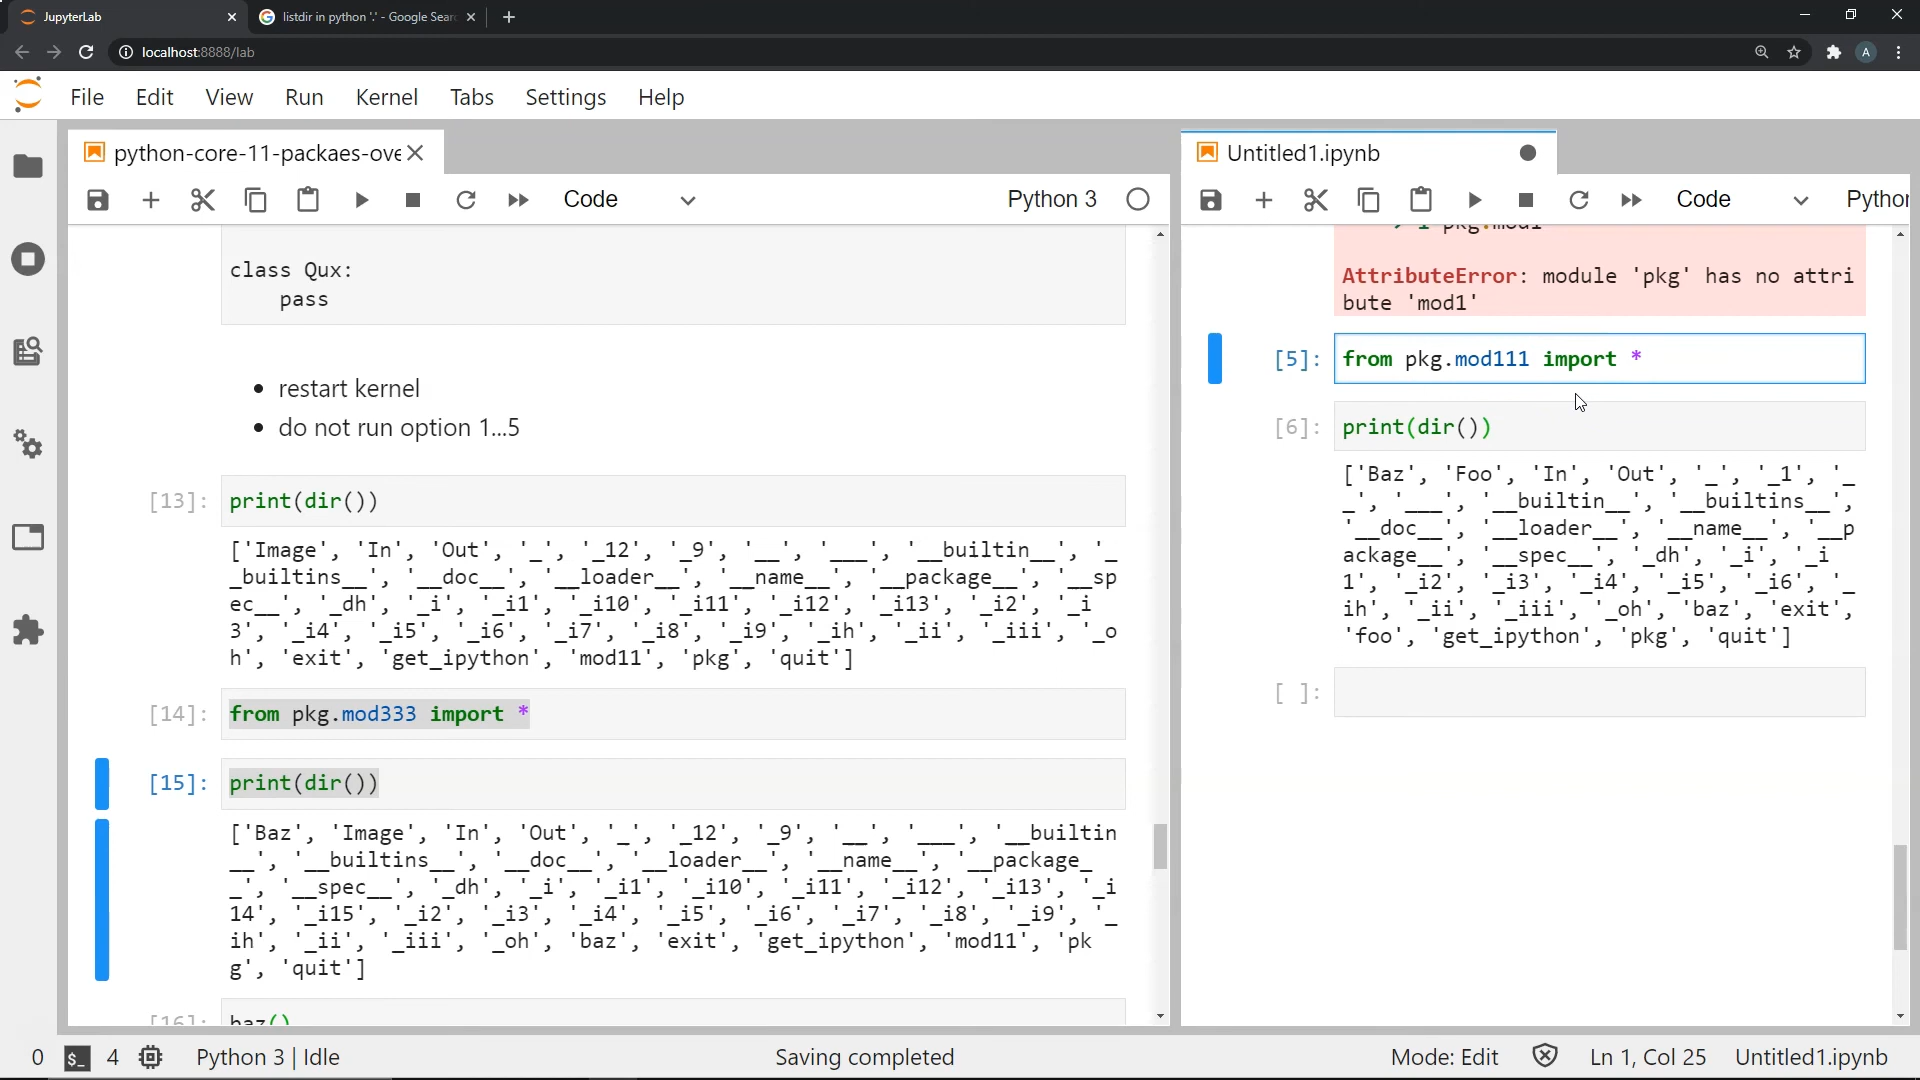 JupyterLab
listdir in python '.' - Google Sear
localhost:8888/lab
A
File Edit View Run Kernel Tabs Settings Help
python-core-11-packaes-ove
Code
Python 3
class Qux:
pass
• restart kernel
• do not run option 1...5
[13]: print(dir())
['Image', 'In', 'Out', '_', '_12', '_9', '__', '___', '__builtin__', '_
_builtins__', '__doc__', '__loader__', '__name__', '__package__', '__sp
ec__', '_dh', '_i', '_i1', '_i10', '_i11', '_i12', '_i13', '_i2', '_i
3', '_i4', '_i5', '_i6', '_i7', '_i8', '_i9', '_ih', '_ii', '_iii', '_o
h', 'exit', 'get_ipython', 'mod11', 'pkg', 'quit']
[14]: from pkg.mod333 import *
[15]: print(dir())
['Baz', 'Image', 'In', 'Out', '_', '_12', '_9', '__', '___', '__builtin
__', '__builtins__', '__doc__', '__loader__', '__name__', '__package_
_', '__spec__', '_dh', '_i', '_i1', '_i10', '_i11', '_i12', '_i13', '_i
14', '_i15', '_i2', '_i3', '_i4', '_i5', '_i6', '_i7', '_i8', '_i9', '_
ih', '_ii', '_iii', '_oh', 'baz', 'exit', 'get_ipython', 'mod11', 'pk
g', 'quit']
[16]: baz()
Untitled1.ipynb
Code
Python
1 pkg.mod1
AttributeError: module 'pkg' has no attri
bute 'mod1'
[5]: from pkg.mod111 import *
[6]: print(dir())
['Baz', 'Foo', 'In', 'Out', '_', '_1', '_
_', '___', '__builtin__', '__builtins__',
'__doc__', '__loader__', '__name__', '__p
ackage__', '__spec__', '_dh', '_i', '_i
1', '_i2', '_i3', '_i4', '_i5', '_i6', '_
ih', '_ii', '_iii', '_oh', 'baz', 'exit',
'foo', 'get_ipython', 'pkg', 'quit']
[ ]:
0 $_ 4 Python 3 | Idle
Saving completed
Mode: Edit
Ln 1, Col 25
Untitled1.ipynb